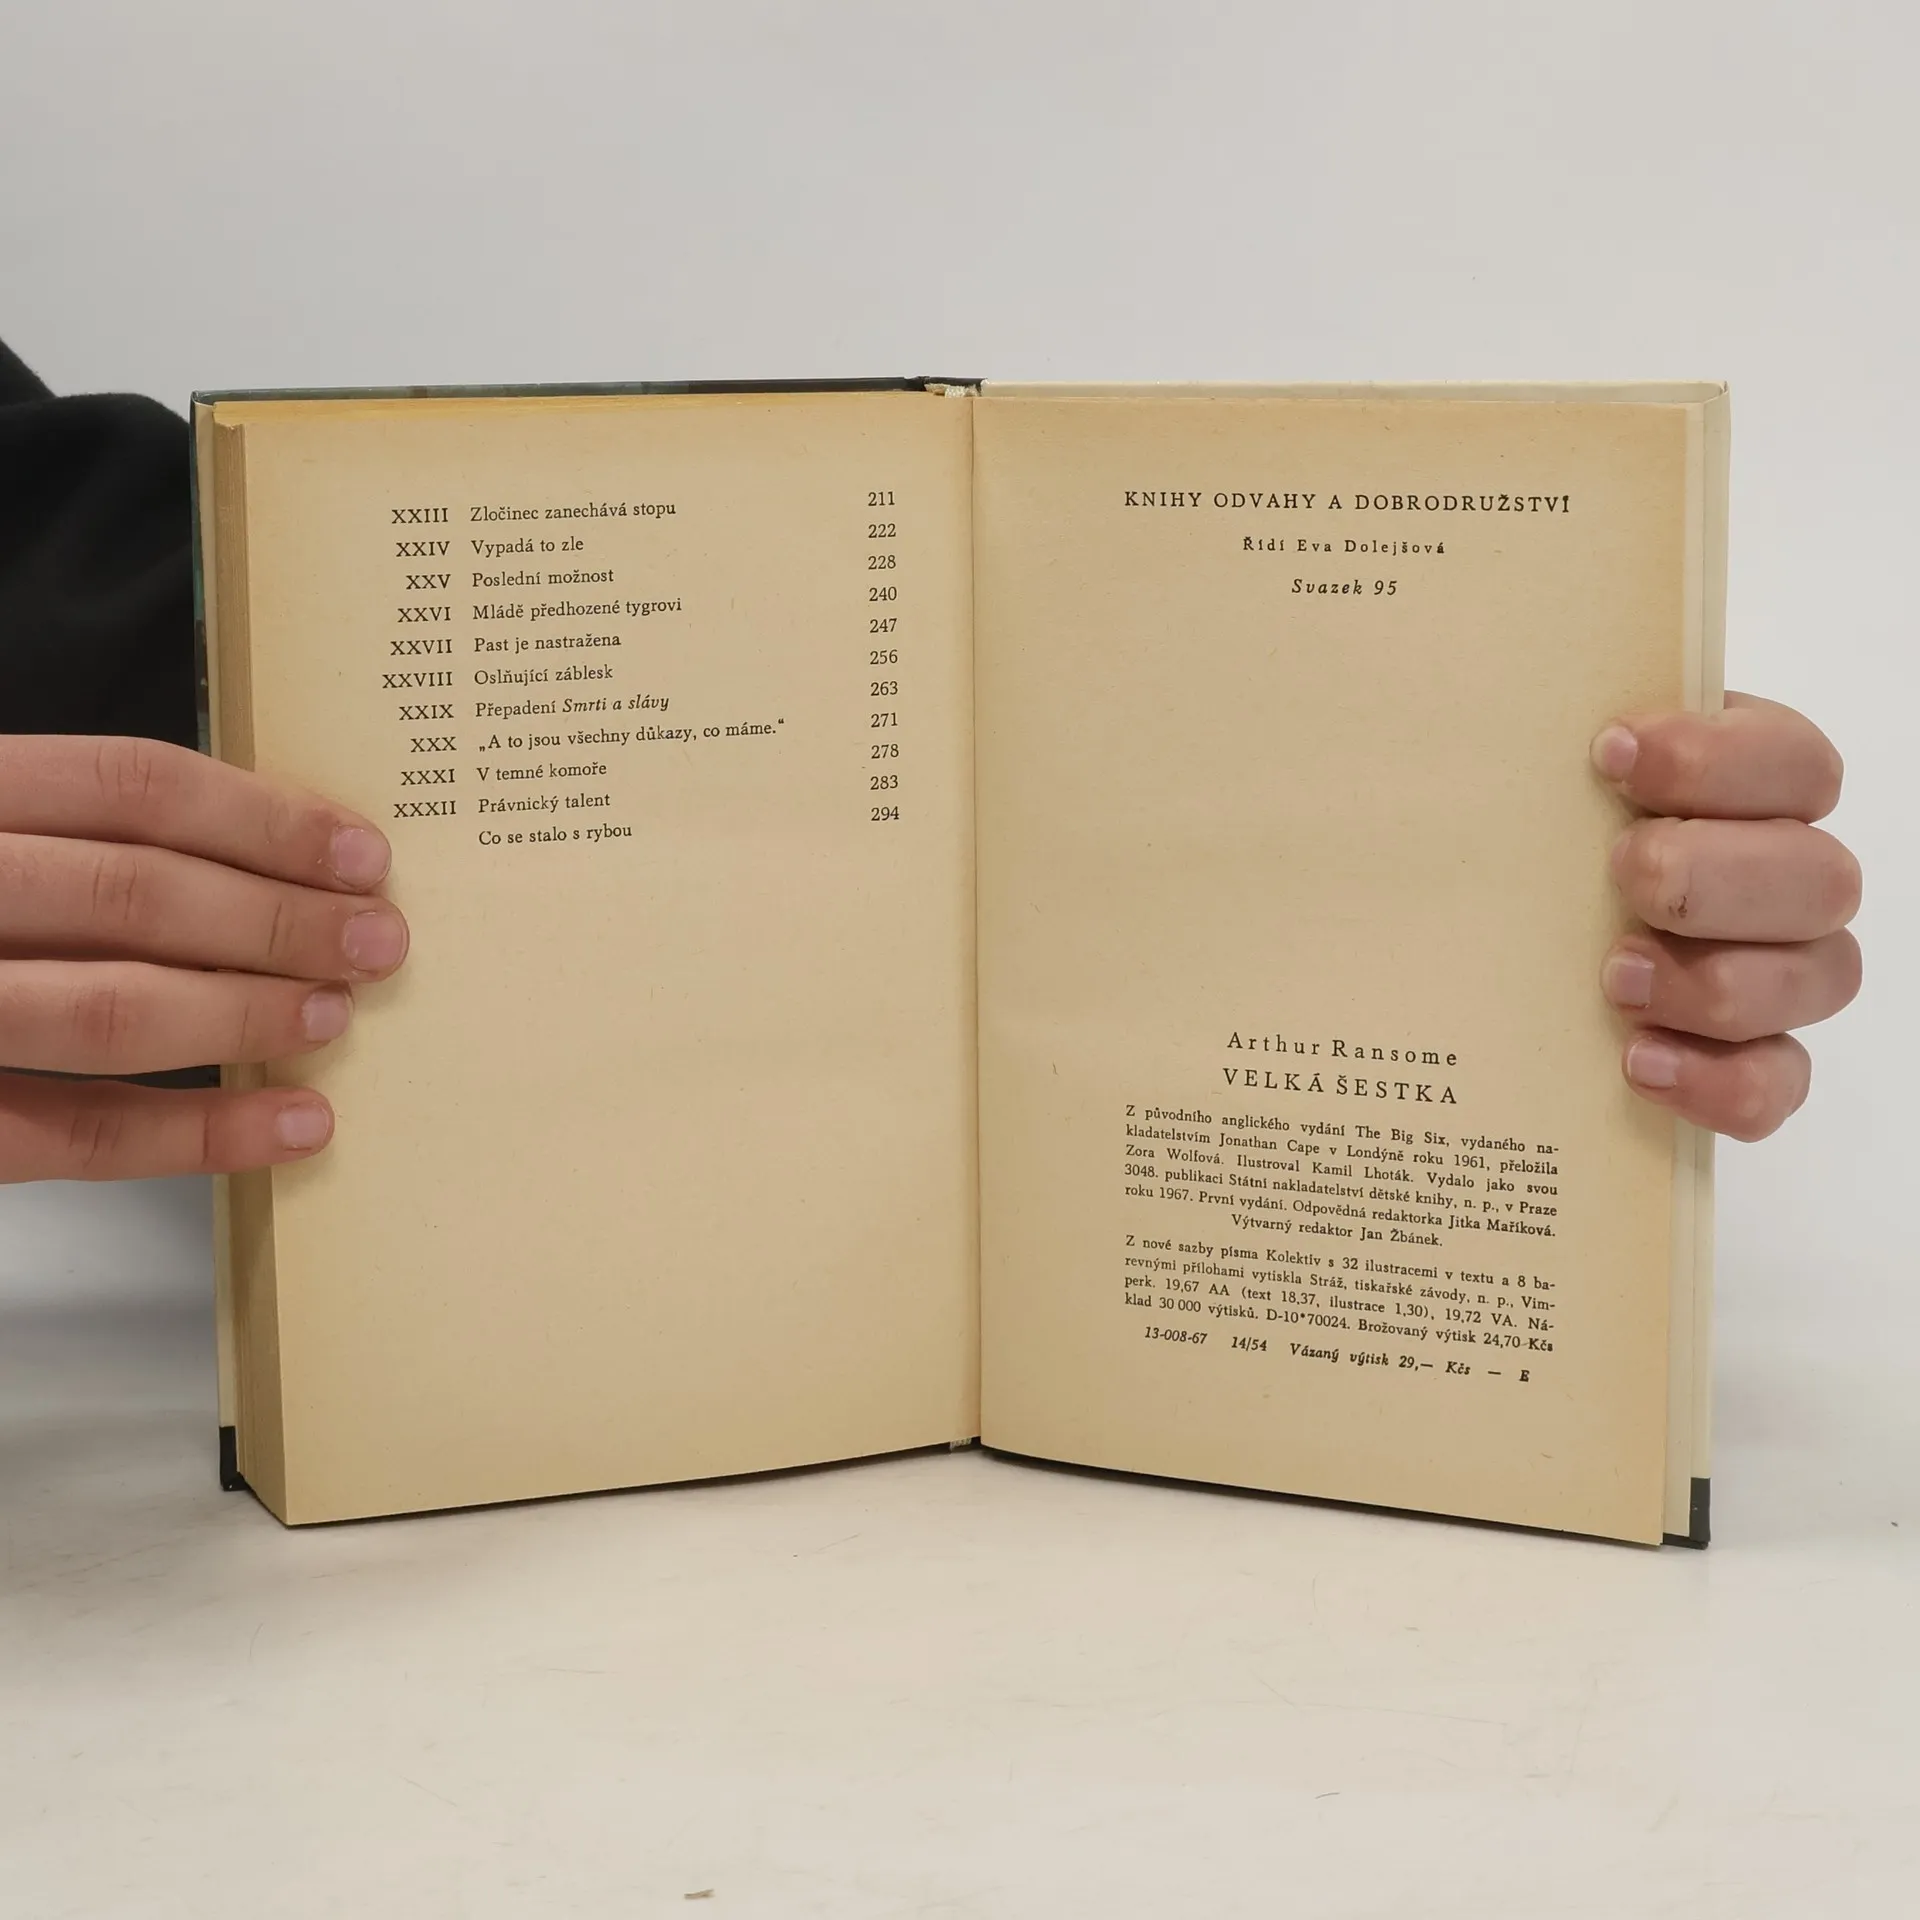 XXIII Zločinec zanechává stopu 211
XXIV Vypadá to zle 222
XXV Poslední možnost 228
XXVI Mládě předhozené tygrovi 240
XXVII Past je nastražena 247
XXVIII Oslňující záblesk 256
XXIX Přepadení Smrti a slávy 263
XXX „A to jsou všechny důkazy, co máme.“ 271
XXXI V temné komoře 278
XXXII Právnický talent 283
Co se stalo s rybou 294
KNIHY ODVAHY A DOBRODRUŽSTVÍ
Řídí Eva Dolejšová
Svazek 95
Arthur Ransome
VELKÁ ŠESTKA
Z původního anglického vydání The Big Six, vydaného na-
kladatelstvím Jonathan Cape v Londýně roku 1961, přeložila
Zora Wolfová. Ilustroval Kamil Lhoták. Vydalo jako svou
3048. publikaci Státní nakladatelství dětské knihy, n. p., v Praze
roku 1967. První vydání. Odpovědná redaktorka Jitka Maříková.
Výtvarný redaktor Jan Žbánek.
Z nové sazby písma Kolektiv s 32 ilustracemi v textu a 8 ba-
revnými přílohami vytiskla Stráž, tiskařské závody, n. p., Vim-
perk. 19,67 AA (text 18,37, ilustrace 1,30), 19,72 VA. Ná-
klad 30 000 výtisků. D-10*70024. Brožovaný výtisk 24,70 Kčs
13-008-67 14/54 Vázaný výtisk 29,— Kčs — E